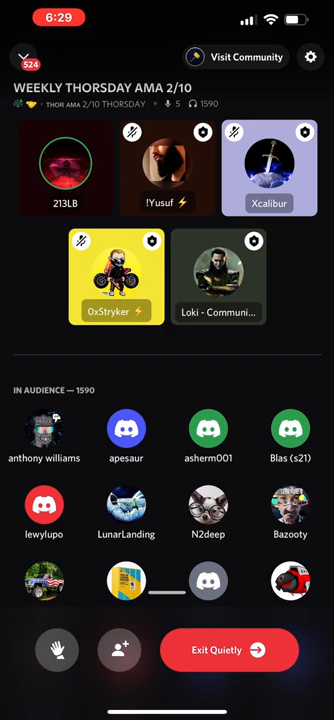 6:29
524
Visit Community
WEEKLY THORSDAY AMA 2/10
THOR AMA 2/10 THORSDAY • 5 1590
213LB
!Yusuf ⚡
Xcalibur
0xStryker ⚡
Loki - Communi...
IN AUDIENCE — 1590
anthony williams
apesaur
asherm001
Blas (s21)
lewylupo
LunarLanding
N2deep
Bazooty
Exit Quietly